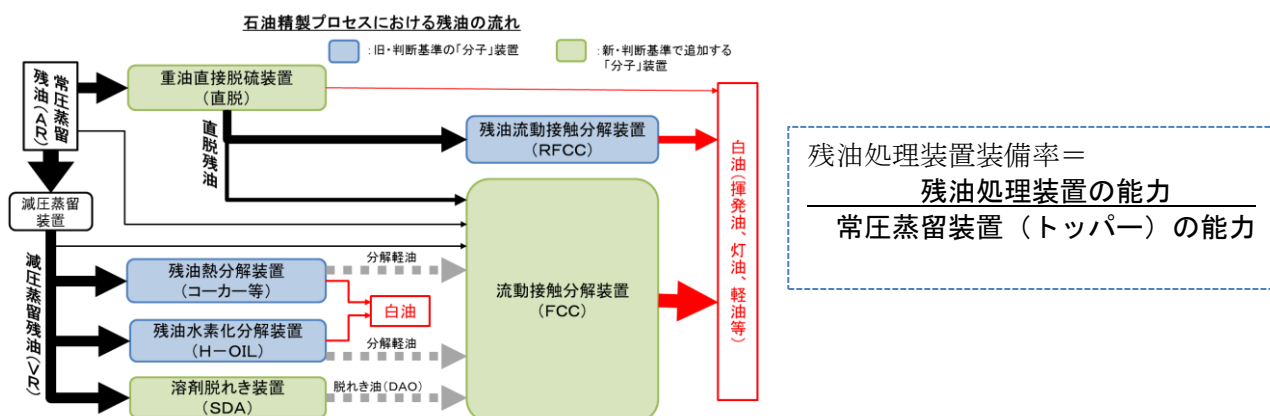 石油精製プロセスにおける残油の流れ
:旧・判断基準の「分子」装置
:新・判断基準で追加する
「分子」装置
常圧蒸留
残油(AR)
重油直接脱硫装置
(直脱)
直脱残油
残油流動接触分解装置
(RFCC)
白油(揮発油、灯油、軽油等)
減圧蒸留
装置
減圧蒸留残油(VR)
分解軽油
残油熱分解装置
(コーカー等)
白油
流動接触分解装置
(FCC)
残油水素化分解装置
(H-OIL)
分解軽油
溶剤脱れき装置
(SDA)
脱れき油(DAO)
残油処理装置装備率=
残油処理装置の能力
常圧蒸留装置(トッパー)の能力